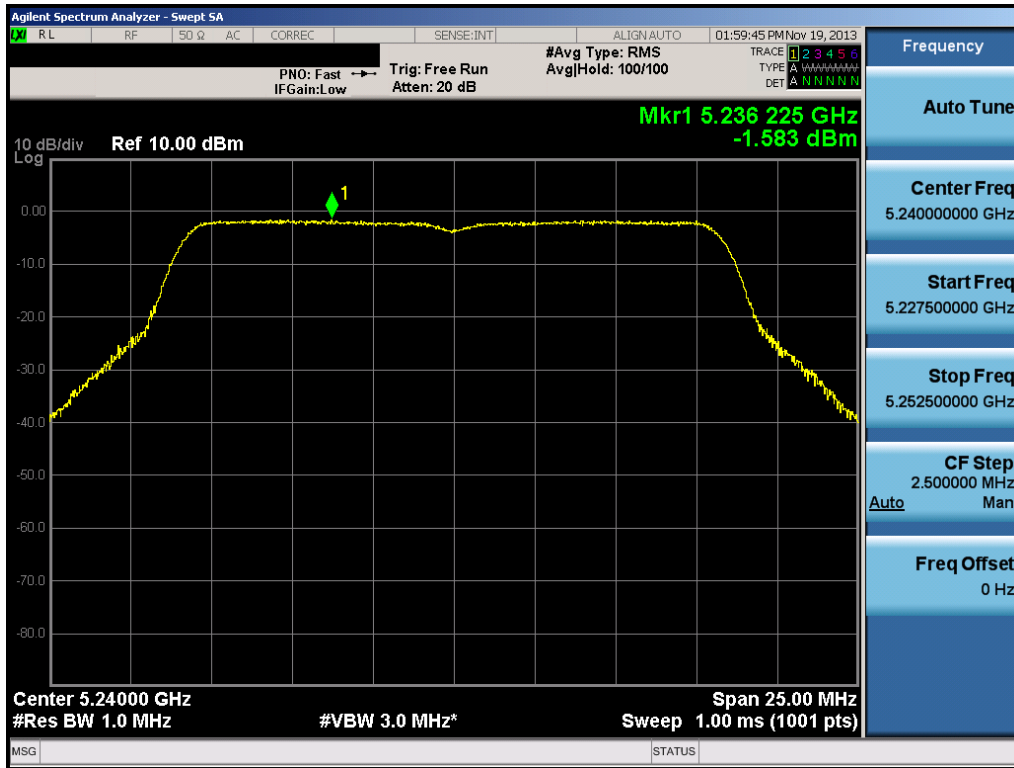 Agilent Spectrum Analyzer - Swept SA
LXI RL RF 50 Ω AC CORREC SENSE:INT ALIGN AUTO 01:59:45 PM Nov 19, 2013
PNO: Fast
IFGain:Low
Trig: Free Run
Atten: 20 dB
#Avg Type: RMS
Avg|Hold: 100/100
TRACE 1 2 3 4 5 6
TYPE A WWWWW
DET A N N N N N
Mkr1 5.236 225 GHz
-1.583 dBm
10 dB/div Ref 10.00 dBm
Log
1
0.00
-10.0
-20.0
-30.0
-40.0
-50.0
-60.0
-70.0
-80.0
Center 5.24000 GHz Span 25.00 MHz
#Res BW 1.0 MHz #VBW 3.0 MHz* Sweep 1.00 ms (1001 pts)
MSG STATUS
Frequency
Auto Tune
Center Freq
5.240000000 GHz
Start Freq
5.227500000 GHz
Stop Freq
5.252500000 GHz
CF Step
2.500000 MHz
Auto Man
Freq Offset
0 Hz